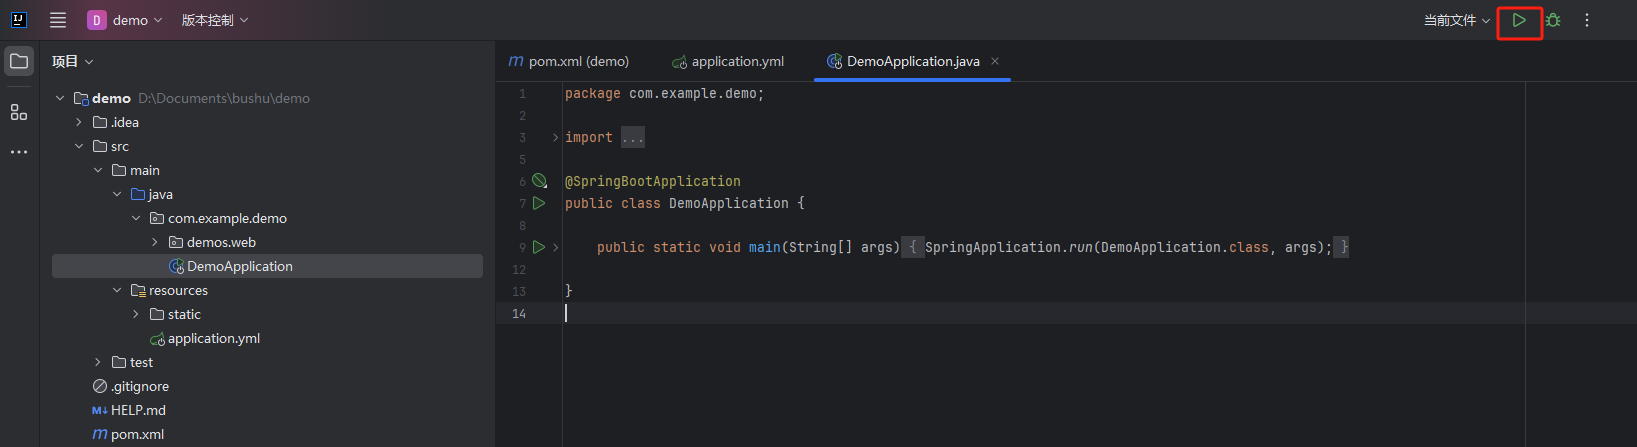 IJ
D demo 版本控制 当前文件
项目
pom.xml (demo) application.yml DemoApplication.java
demo D:\Documents\bushu\demo
.idea
src
main
java
com.example.demo
demos.web
DemoApplication
resources
static
application.yml
test
.gitignore
M↓ HELP.md
m pom.xml
1 package com.example.demo;
2
3 import ...
5
6 @SpringBootApplication
7 public class DemoApplication {
8
9 public static void main(String[] args) { SpringApplication.run(DemoApplication.class, args); }
12
13 }
14